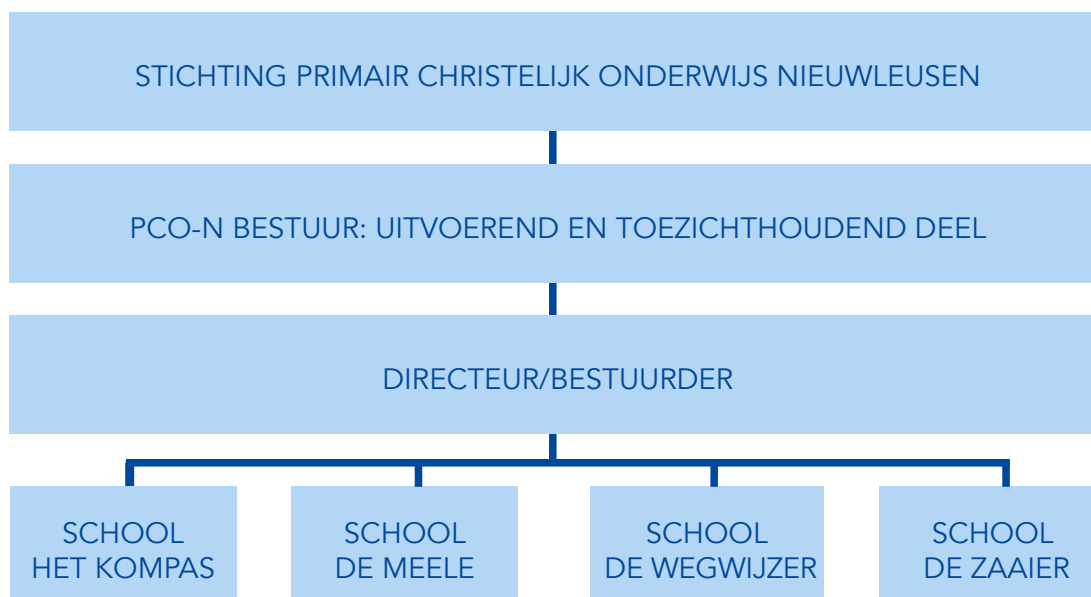 STICHTING PRIMAIR CHRISTELIJK ONDERWIJS NIEUWLEUSEN
PCO-N BESTUUR: UITVOEREND EN TOEZICHTHOUDEND DEEL
DIRECTEUR/BESTUURDER
SCHOOL
HET KOMPAS
SCHOOL
DE MEELE
SCHOOL
DE WEGWIJZER
SCHOOL
DE ZAAIER